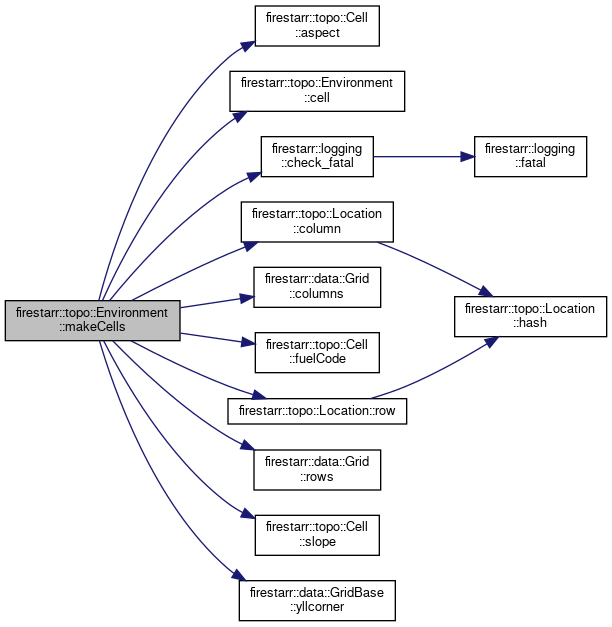 firestarr::topo::Cell
::aspect
firestarr::topo::Environment
::cell
firestarr::logging
::check_fatal
firestarr::logging
::fatal
firestarr::topo::Location
::column
firestarr::data::Grid
::columns
firestarr::topo::Location
::hash
firestarr::topo::Environment
::makeCells
firestarr::topo::Cell
::fuelCode
firestarr::topo::Location::row
firestarr::data::Grid
::rows
firestarr::topo::Cell
::slope
firestarr::data::GridBase
::yllcorner